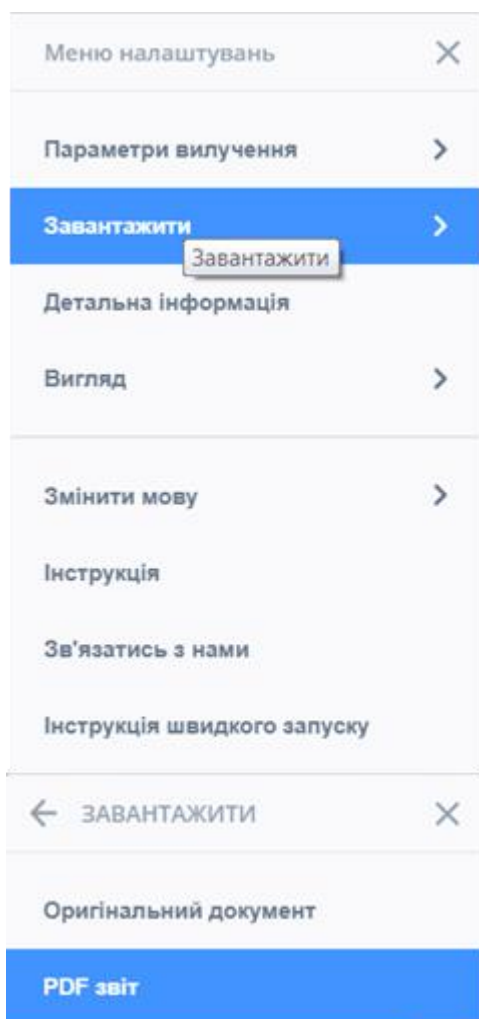 Меню налаштувань
Параметри вилучення
Завантажити
Завантажити
Детальна інформація
Вигляд
Змінити мову
Інструкція
Зв'язатись з нами
Інструкція швидкого запуску
ЗАВАНТАЖИТИ
Оригінальний документ
PDF звіт